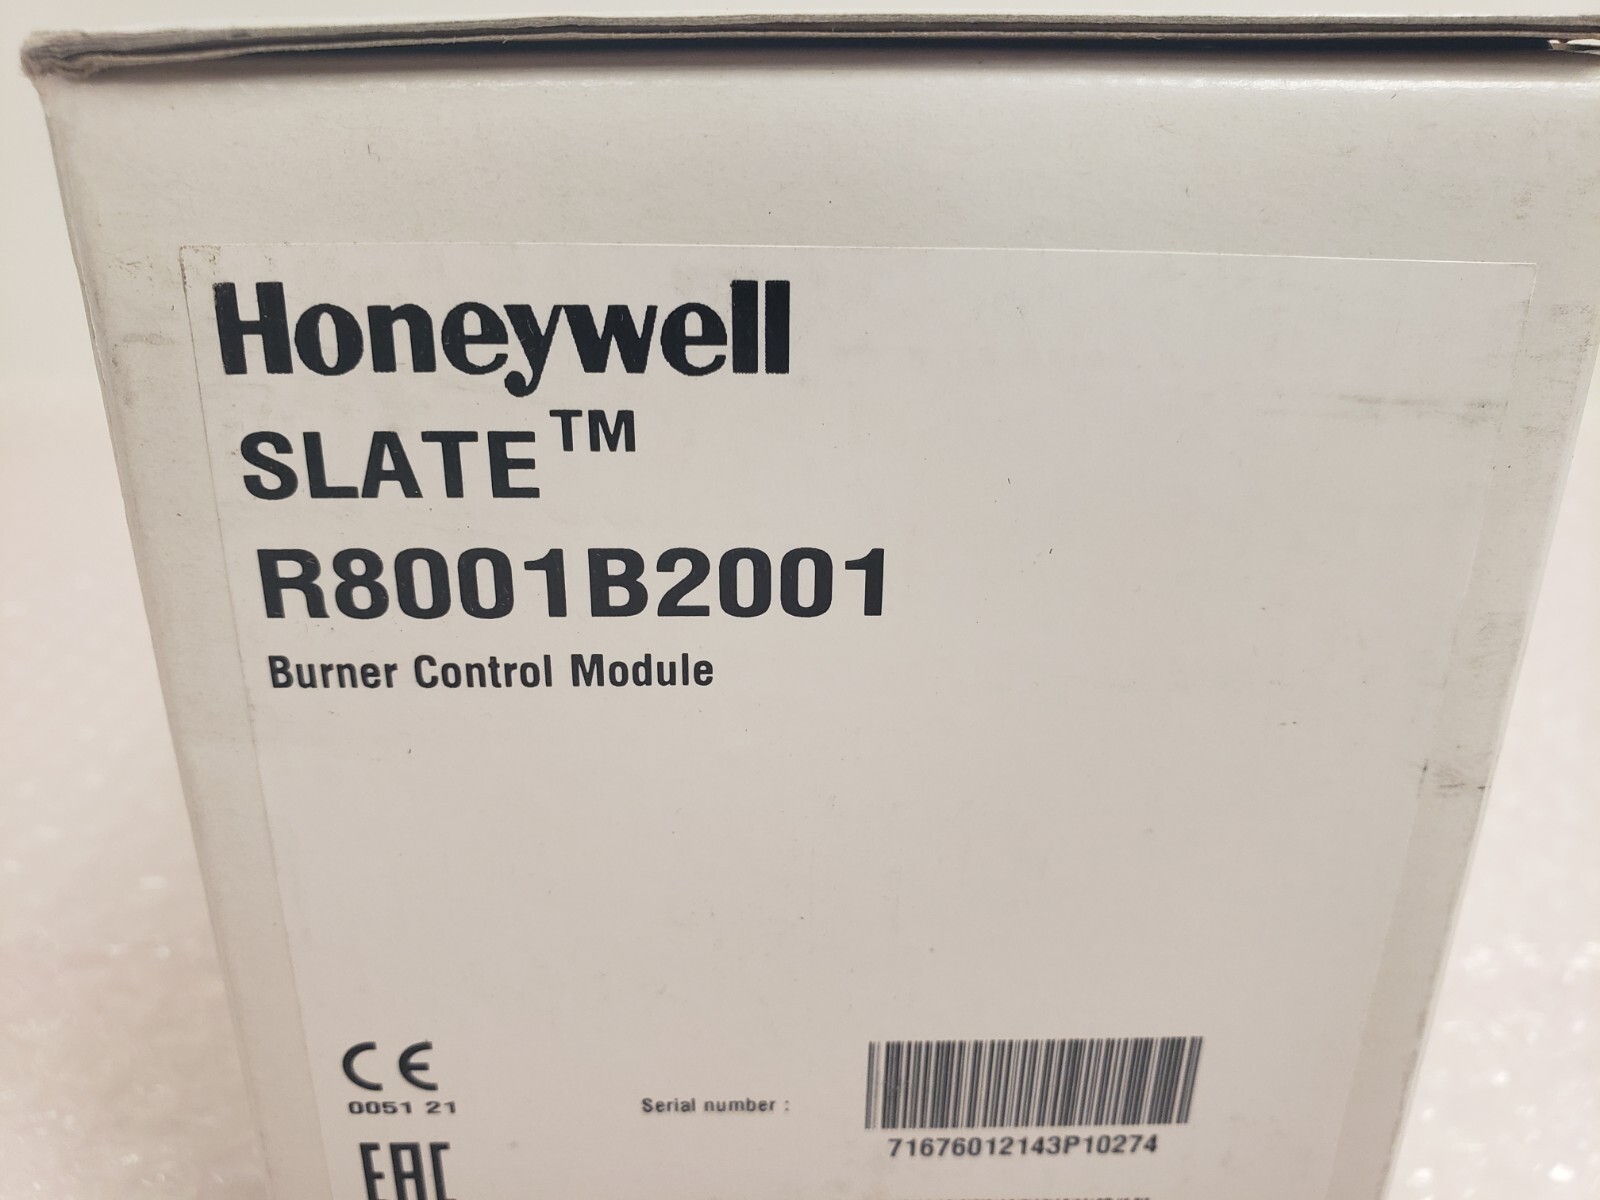 Honeywell
SLATE™
R8001B2001
Burner Control Module
CE
0051 21
Serial number :
71676012143P10274
EAC